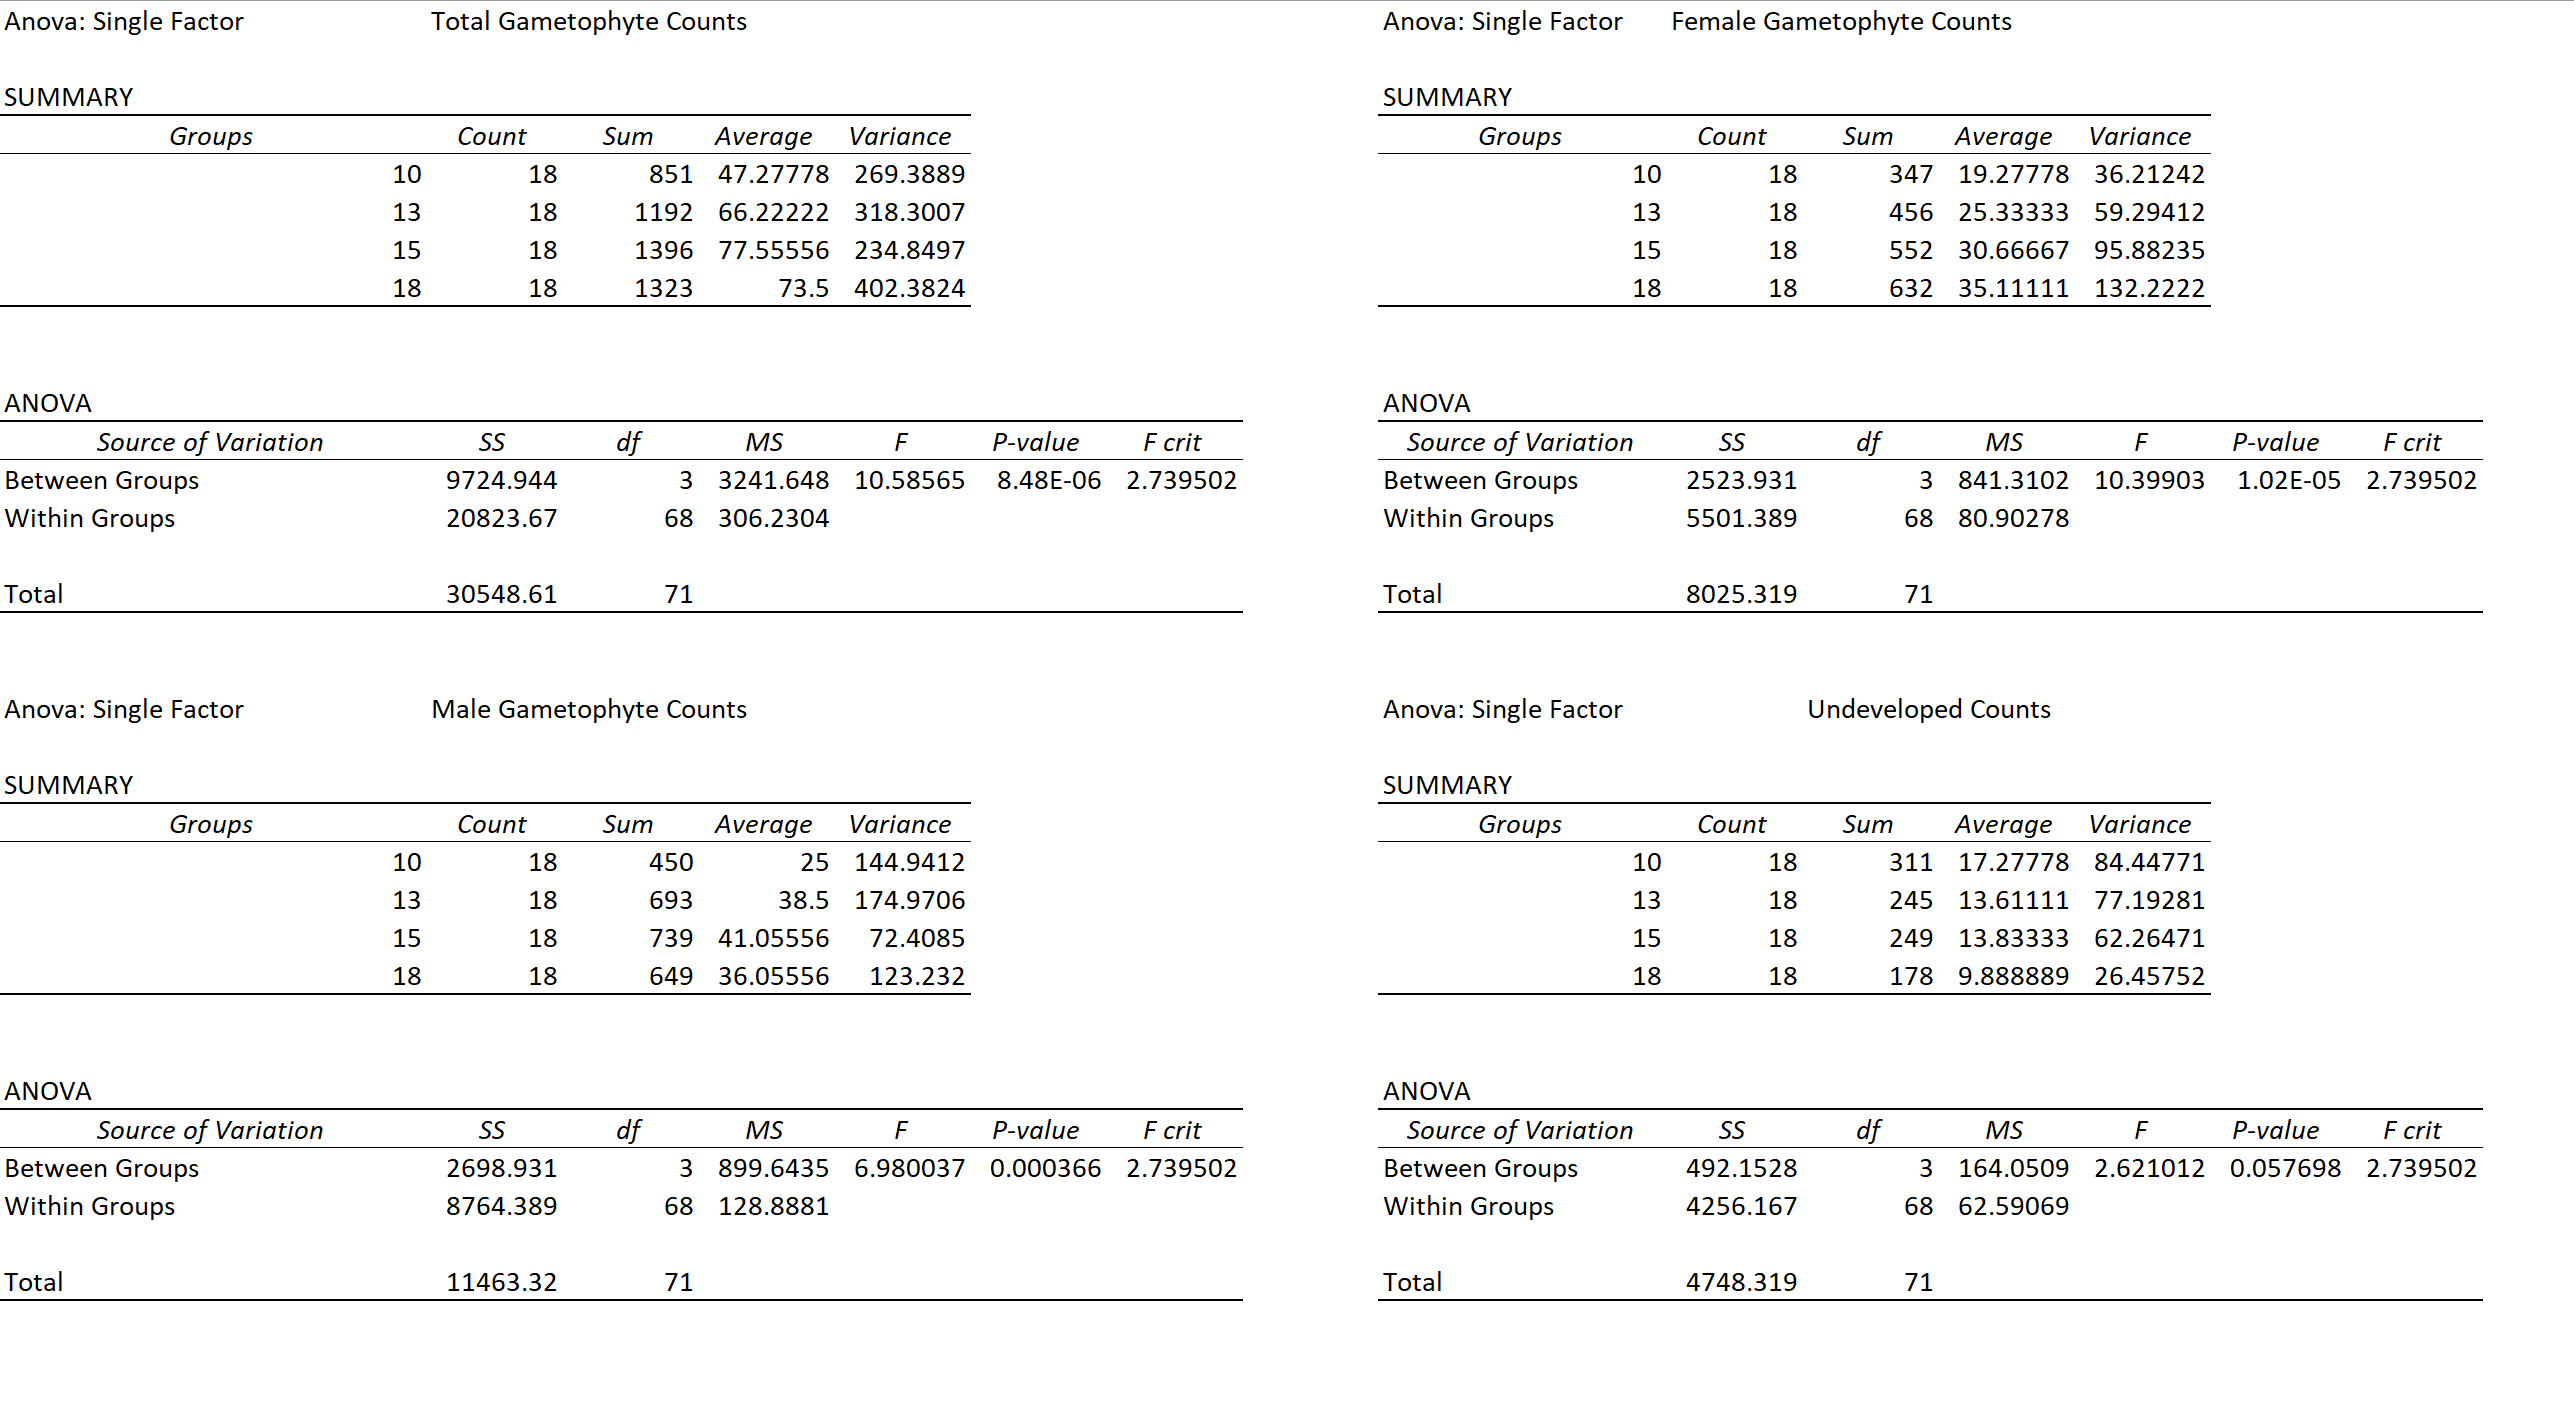 Anova: Single Factor Total Gametophyte Counts
SUMMARY
Groups Count Sum Average Variance
10 18 851 47.27778 269.3889
13 18 1192 66.22222 318.3007
15 18 1396 77.55556 234.8497
18 18 1323 73.5 402.3824
ANOVA
Source of Variation SS df MS F P-value F crit
Between Groups 9724.944 3 3241.648 10.58565 8.48E-06 2.739502
Within Groups 20823.67 68 306.2304
Total 30548.61 71
Anova: Single Factor Female Gametophyte Counts
SUMMARY
Groups Count Sum Average Variance
10 18 347 19.27778 36.21242
13 18 456 25.33333 59.29412
15 18 552 30.66667 95.88235
18 18 632 35.11111 132.2222
ANOVA
Source of Variation SS df MS F P-value F crit
Between Groups 2523.931 3 841.3102 10.39903 1.02E-05 2.739502
Within Groups 5501.389 68 80.90278
Total 8025.319 71
Anova: Single Factor Male Gametophyte Counts
SUMMARY
Groups Count Sum Average Variance
10 18 450 25 144.9412
13 18 693 38.5 174.9706
15 18 739 41.05556 72.4085
18 18 649 36.05556 123.232
ANOVA
Source of Variation SS df MS F P-value F crit
Between Groups 2698.931 3 899.6435 6.980037 0.000366 2.739502
Within Groups 8764.389 68 128.8881
Total 11463.32 71
Anova: Single Factor Undeveloped Counts
SUMMARY
Groups Count Sum Average Variance
10 18 311 17.27778 84.44771
13 18 245 13.61111 77.19281
15 18 249 13.83333 62.26471
18 18 178 9.888889 26.45752
ANOVA
Source of Variation SS df MS F P-value F crit
Between Groups 492.1528 3 164.0509 2.621012 0.057698 2.739502
Within Groups 4256.167 68 62.59069
Total 4748.319 71